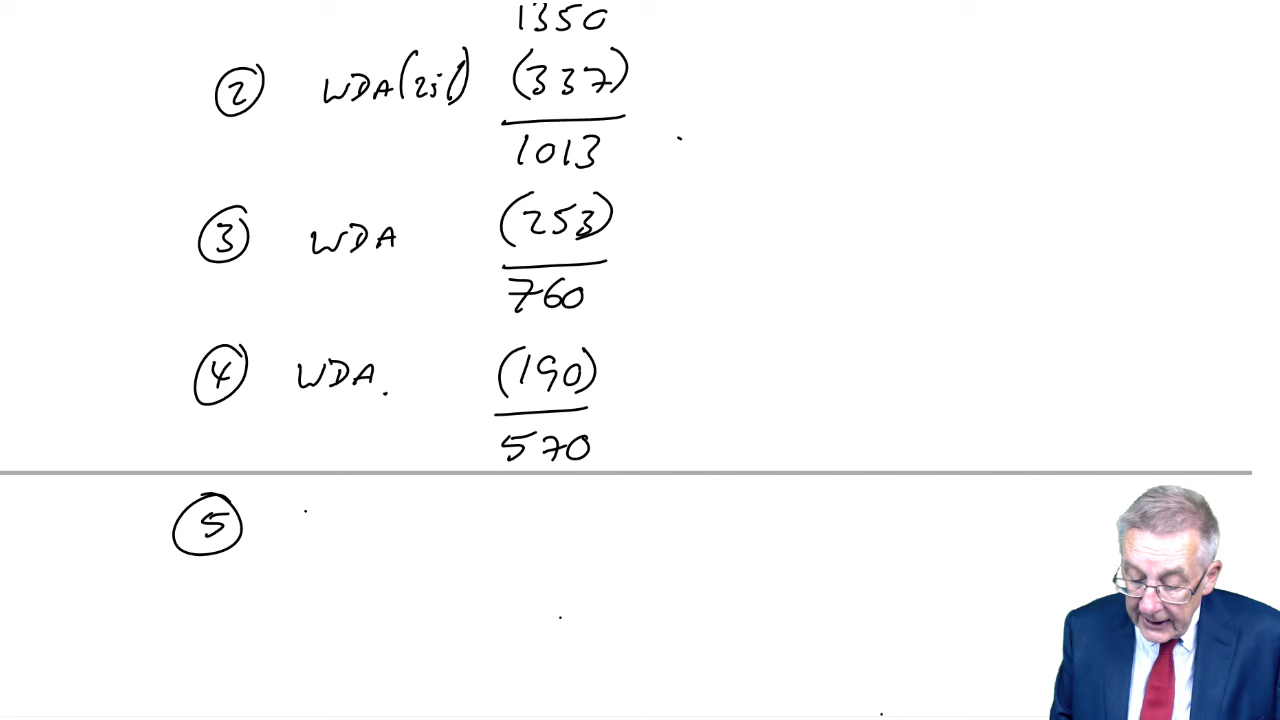 1350
② WDA(25%) (337)
1013
③ WDA (253)
760
④ WDA. (190)
570
⑤